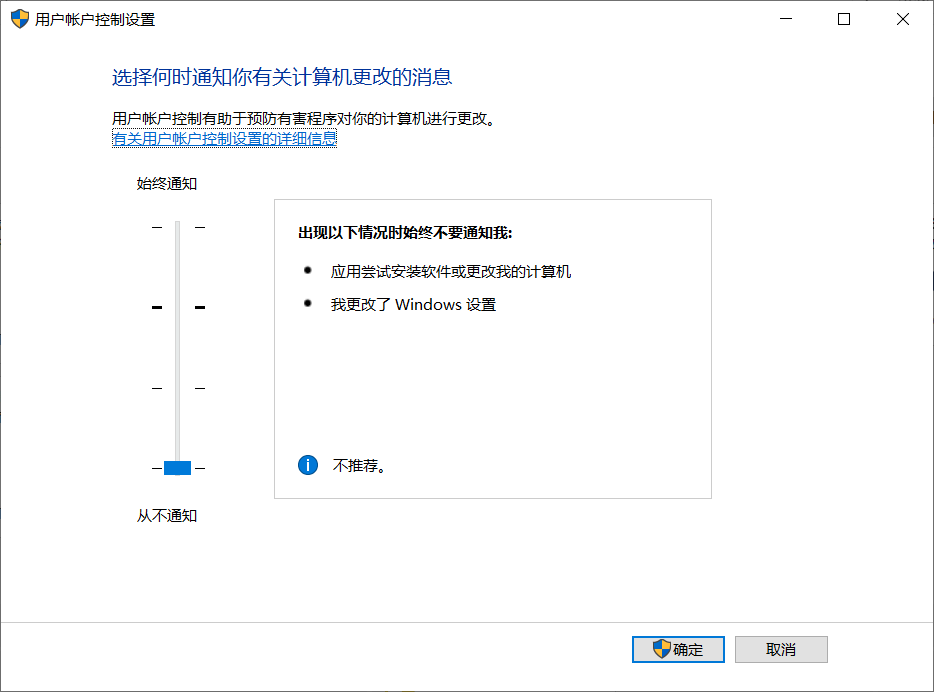 用户帐户控制设置
选择何时通知你有关计算机更改的消息
用户帐户控制有助于预防有害程序对你的计算机进行更改。
有关用户帐户控制设置的详细信息
始终通知
出现以下情况时始终不要通知我:
应用尝试安装软件或更改我的计算机
我更改了 Windows 设置
不推荐。
从不通知
确定
取消